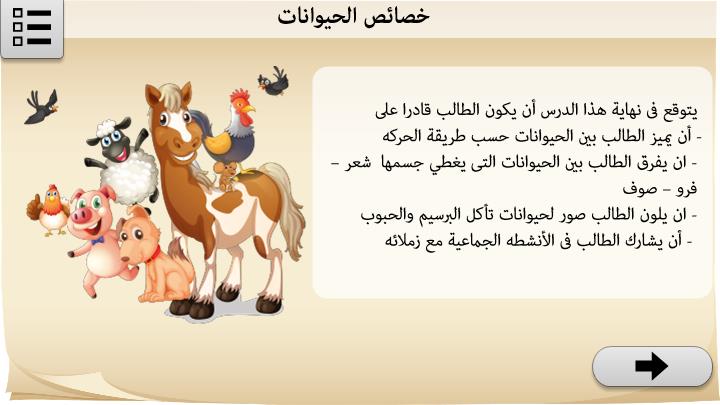 خصائص الحيوانات
يتوقع فى نهاية هذا الدرس أن يكون الطالب قادرا على
- أن يميز الطالب بين الحيوانات حسب طريقة الحركه
- ان يفرق الطالب بين الحيوانات التى يغطي جسمها شعر –
فرو – صوف
- ان يلون الطالب صور لحيوانات تأكل البرسيم والحبوب
- أن يشارك الطالب فى الأنشطه الجماعية مع زملائه